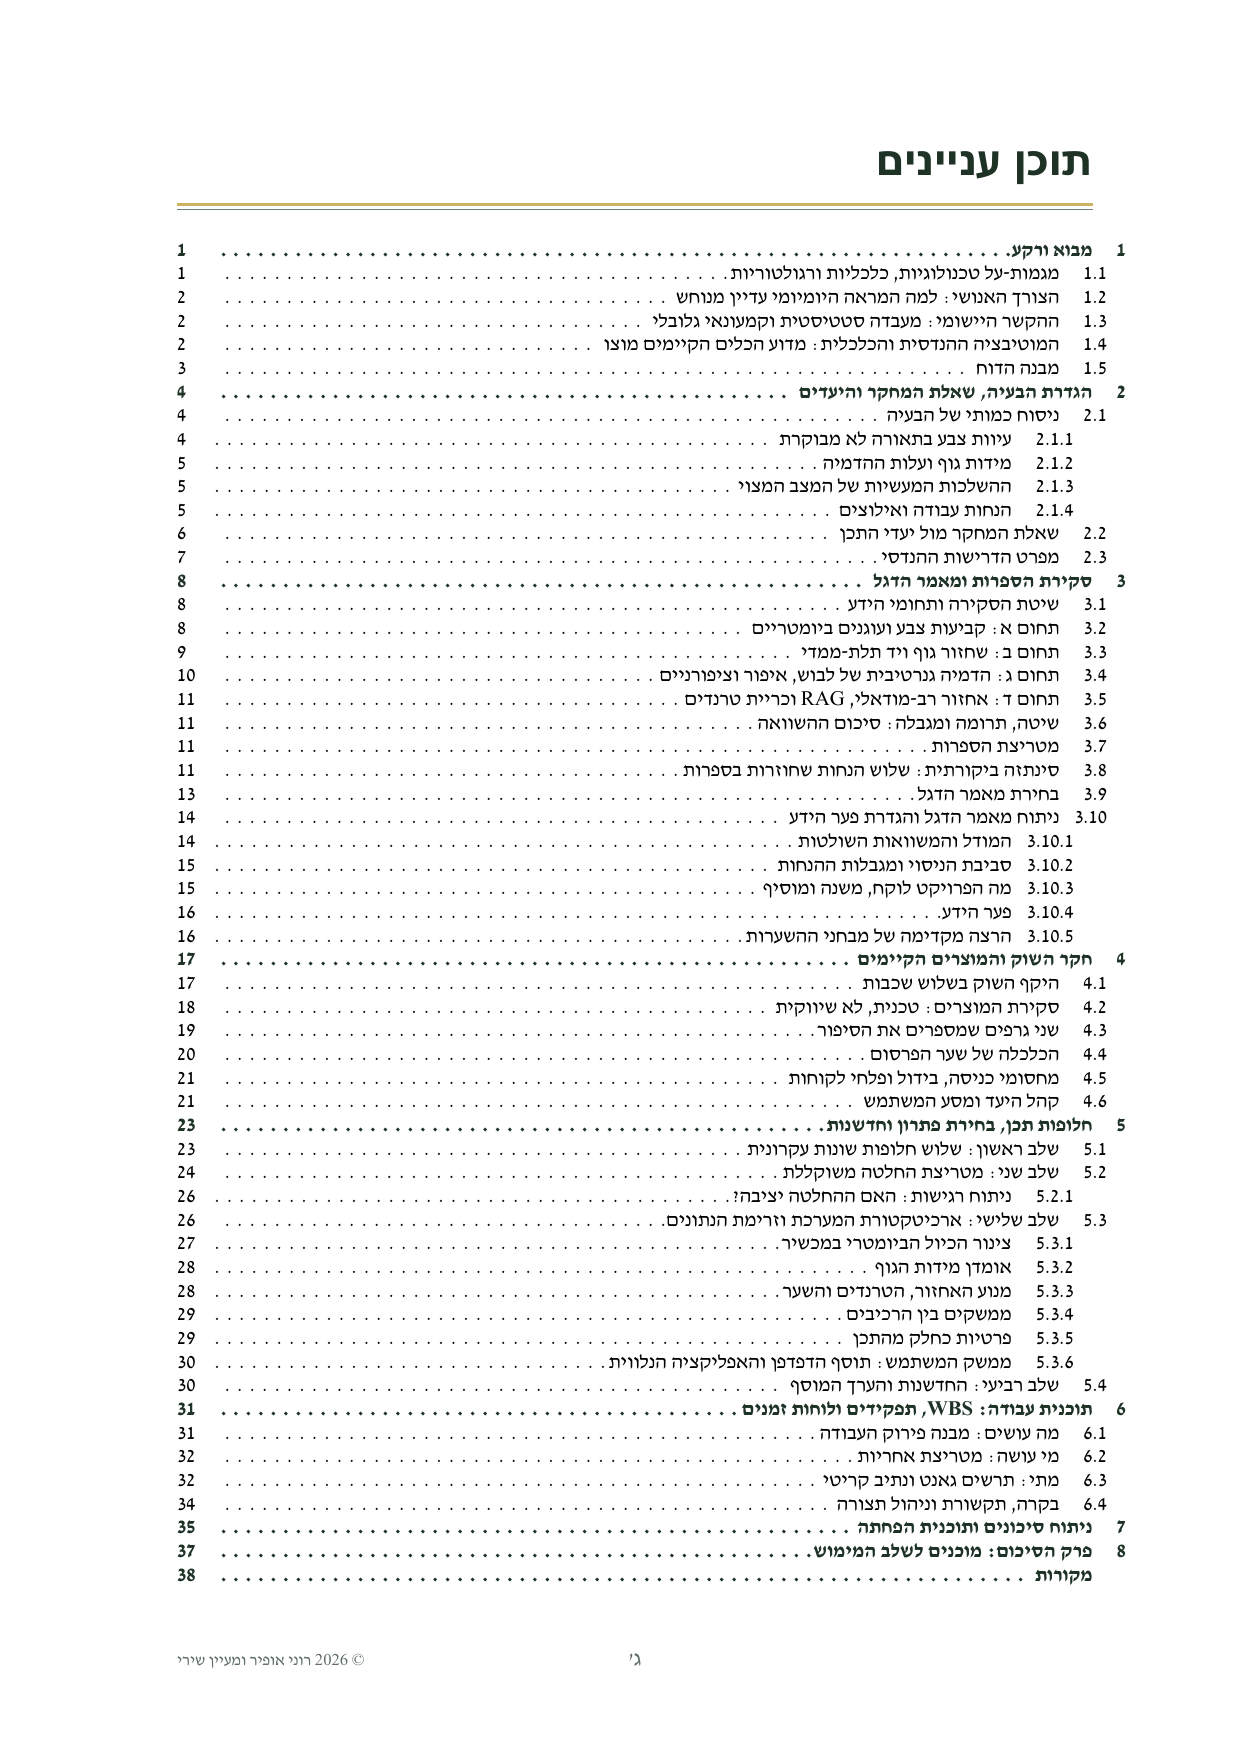 תוכן עניינים
1 מבוא ורקע 1
1.1 מגמות-על טכנולוגיות, כלכליות ורגולטוריות 1
1.2 הצורך האנושי: למה המראה היומיומי עדיין מנוחש 2
1.3 ההקשר היישומי: מעבדה סטטיסטית וקמעונאי גלובלי 2
1.4 המוטיבציה ההנדסית והכלכלית: מדוע הכלים הקיימים מוצו 2
1.5 מבנה הדוח 3
2 הגדרת הבעיה, שאלת המחקר והיעדים 4
2.1 ניסוח כמותי של הבעיה 4
2.1.1 עיוות צבע בתאורה לא מבוקרת 4
2.1.2 מידות גוף ועלות ההדמיה 5
2.1.3 ההשלכות המעשיות של המצב המצוי 5
2.1.4 הנחות עבודה ואילוצים 5
2.2 שאלת המחקר מול יעדי התכן 6
2.3 מפרט הדרישות ההנדסי 7
3 סקירת הספרות ומאמר הדגל 8
3.1 שיטת הסקירה ותחומי הידע 8
3.2 תחום א: קביעות צבע ועוגנים ביומטריים 8
3.3 תחום ב: שחזור גוף ויד תלת-ממדי 9
3.4 תחום ג: הדמיה גנרטיבית של לבוש, איפור וציפורניים 10
3.5 תחום ד: אחזור רב-מודאלי, RAG וכריית טרנדים 11
3.6 שיטה, תרומה ומגבלה: סיכום ההשוואה 11
3.7 מטריצת הספרות 11
3.8 סינתזה ביקורתית: שלוש הנחות שחוזרות בספרות 11
3.9 בחירת מאמר הדגל 13
3.10 ניתוח מאמר הדגל והגדרת פער הידע 14
3.10.1 המודל והמשוואות השולטות 14
3.10.2 סביבת הניסוי ומגבלות ההנחות 15
3.10.3 מה הפרויקט לוקח, משנה ומוסיף 15
3.10.4 פער הידע 16
3.10.5 הרצה מקדימה של מבחני ההשערות 16
4 חקר השוק והמוצרים הקיימים 17
4.1 היקף השוק בשלוש שכבות 17
4.2 סקירת המוצרים: טכנית, לא שיווקית 18
4.3 שני גרפים שמספרים את הסיפור 19
4.4 הכלכלה של שער הפרסום 20
4.5 מחסומי כניסה, בידול ופלחי לקוחות 21
4.6 קהל היעד ומסע המשתמש 21
5 חלופות תכן, בחירת פתרון וחדשנות 23
5.1 שלב ראשון: שלוש חלופות שונות עקרונית 23
5.2 שלב שני: מטריצת החלטה משוקללת 24
5.2.1 ניתוח רגישות: האם ההחלטה יציבה? 26
5.3 שלב שלישי: ארכיטקטורת המערכת וזרימת הנתונים 26
5.3.1 צינור הכיול הביומטרי במכשיר 27
5.3.2 אומדן מידות הגוף 28
5.3.3 מנוע האחזור, הטרנדים והשער 28
5.3.4 ממשקים בין הרכיבים 29
5.3.5 פרטיות כחלק מהתכן 29
5.3.6 ממשק המשתמש: תוסף הדפדפן והאפליקציה הנלווית 30
5.4 שלב רביעי: החדשנות והערך המוסף 30
6 תוכנית עבודה: WBS, תפקידים ולוחות זמנים 31
6.1 מה עושים: מבנה פירוק העבודה 31
6.2 מי עושה: מטריצת אחריות 32
6.3 מתי: תרשים גאנט ונתיב קריטי 32
6.4 בקרה, תקשורת וניהול תצורה 34
7 ניתוח סיכונים ותוכנית הפחתה 35
8 פרק הסיכום: מוכנים לשלב המימוש 37
מקורות 38
ג'
© 2026 רוני אופיר ומעיין שירי